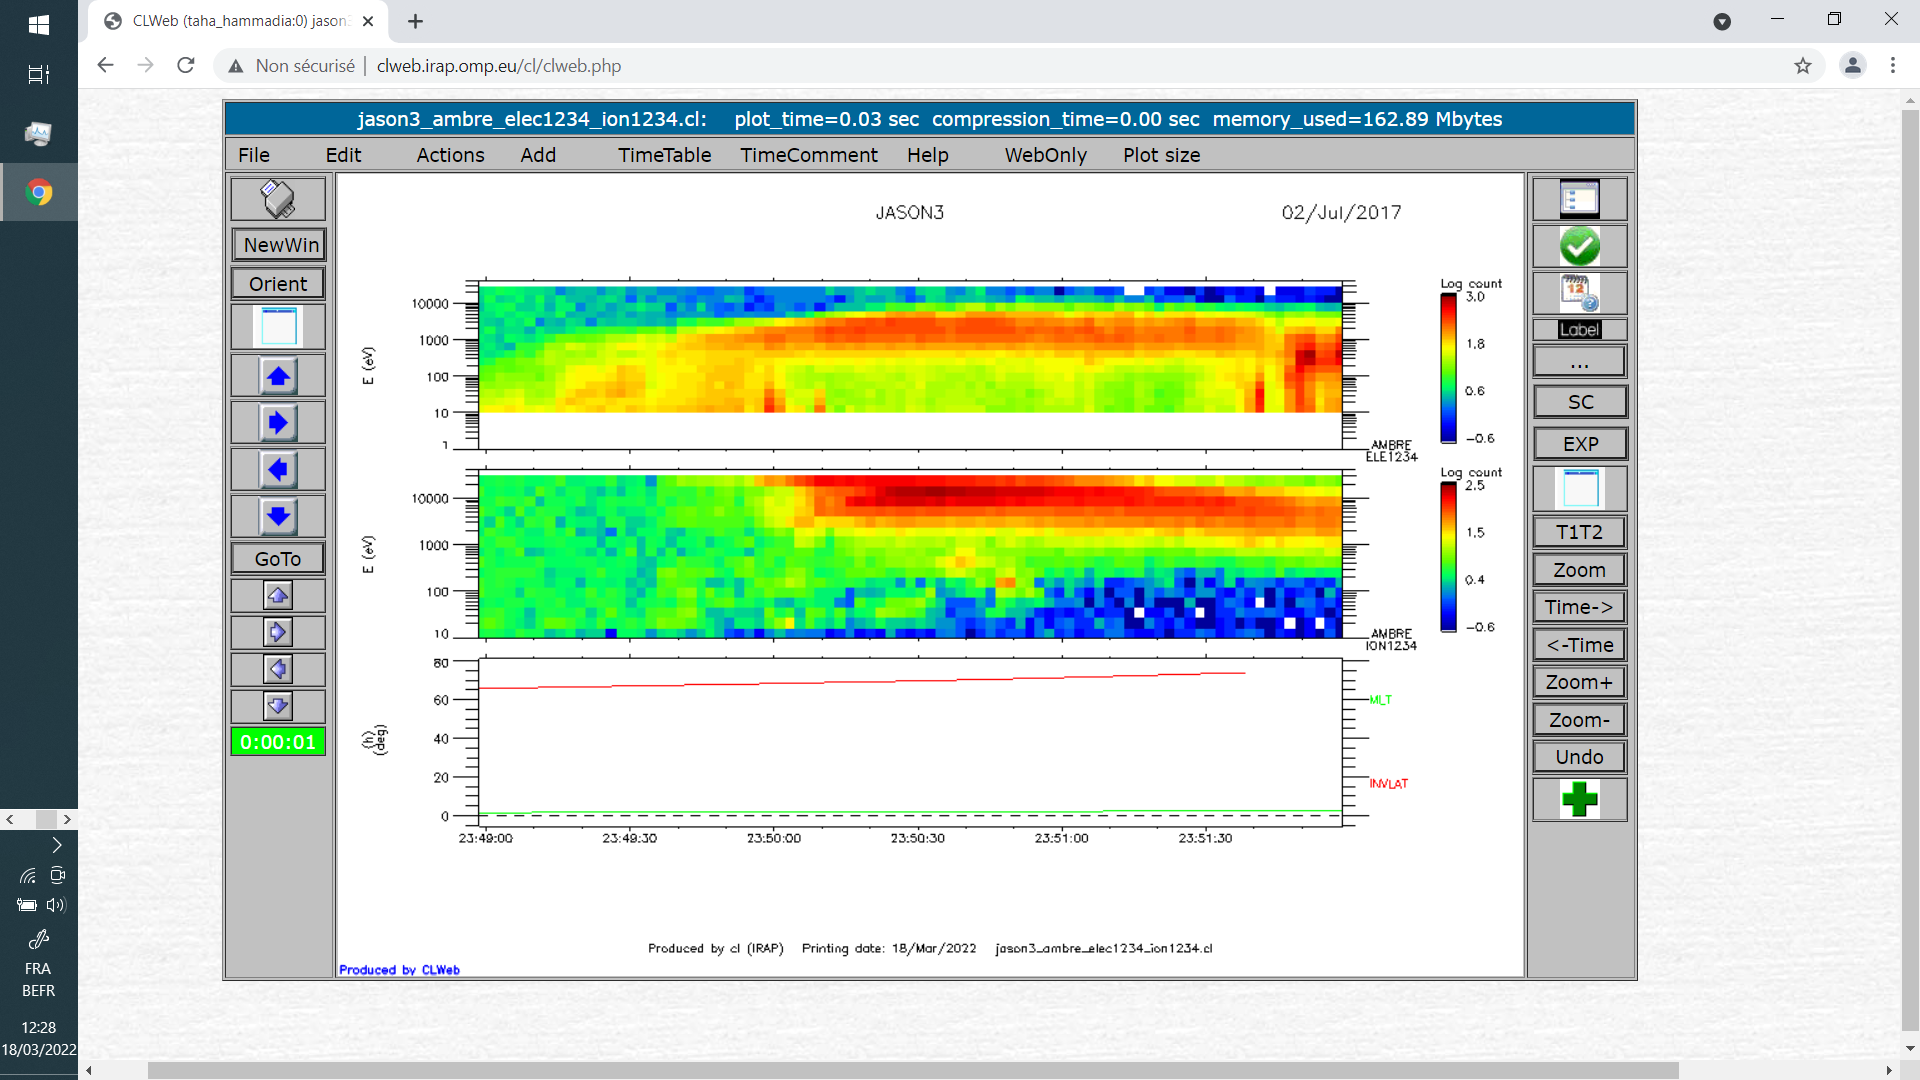 CLWeb (taha_hammadia:0) jason3
Non sécurisé | clweb.irap.omp.eu/cl/clweb.php
jason3_ambre_elec1234_ion1234.cl: plot_time=0.03 sec compression_time=0.00 sec memory_used=162.89 Mbytes
File Edit Actions Add TimeTable TimeComment Help WebOnly Plot size
NewWin
Orient
GoTo
0:00:01
JASON3 02/Jul/2017
E (eV)
10000
1000
100
10
1
Log count
3.0
1.8
0.6
-0.6
AMBRE
ELE1234
E (eV)
10000
1000
100
10
Log count
2.5
1.5
0.4
-0.6
AMBRE
ION1234
(h)
(deg)
80
60
40
20
0
MLT
INVLAT
23:49:00 23:49:30 23:50:00 23:50:30 23:51:00 23:51:30
Produced by cl (IRAP) Printing date: 18/Mar/2022 jason3_ambre_elec1234_ion1234.cl
Produced by CLWeb
12
Label
...
SC
EXP
T1T2
Zoom
Time->
<-Time
Zoom+
Zoom-
Undo
FRA
BEFR
12:28
18/03/2022